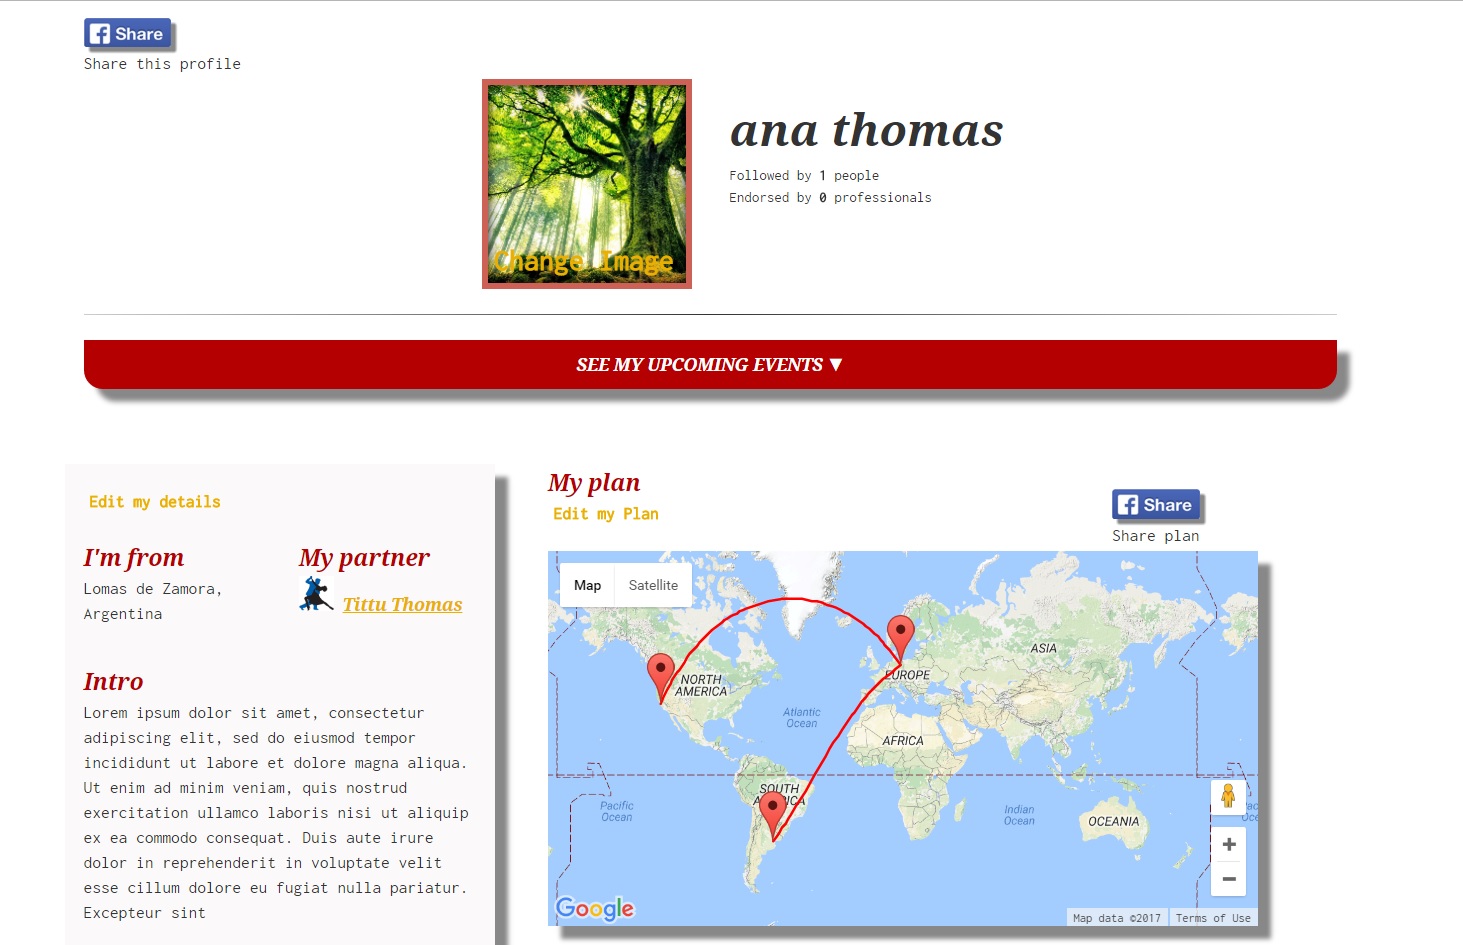 Share
Share this profile
ana thomas
Followed by 1 people
Endorsed by 0 professionals
Change Image
SEE MY UPCOMING EVENTS ▼
Edit my details
I'm from
Lomas de Zamora,
Argentina
My partner
Tittu Thomas
Intro
Lorem ipsum dolor sit amet, consectetur
adipiscing elit, sed do eiusmod tempor
incididunt ut labore et dolore magna aliqua.
Ut enim ad minim veniam, quis nostrud
exercitation ullamco laboris nisi ut aliquip
ex ea commodo consequat. Duis aute irure
dolor in reprehenderit in voluptate velit
esse cillum dolore eu fugiat nulla pariatur.
Excepteur sint
My plan
Edit my Plan
Share
Share plan
Map Satellite
NORTH
AMERICA
EUROPE
ASIA
Atlantic
Ocean
AFRICA
SOUTH
Pacific
Ocean
Indian
Ocean
OCEANIA
Google
Map data ©2017 Terms of Use